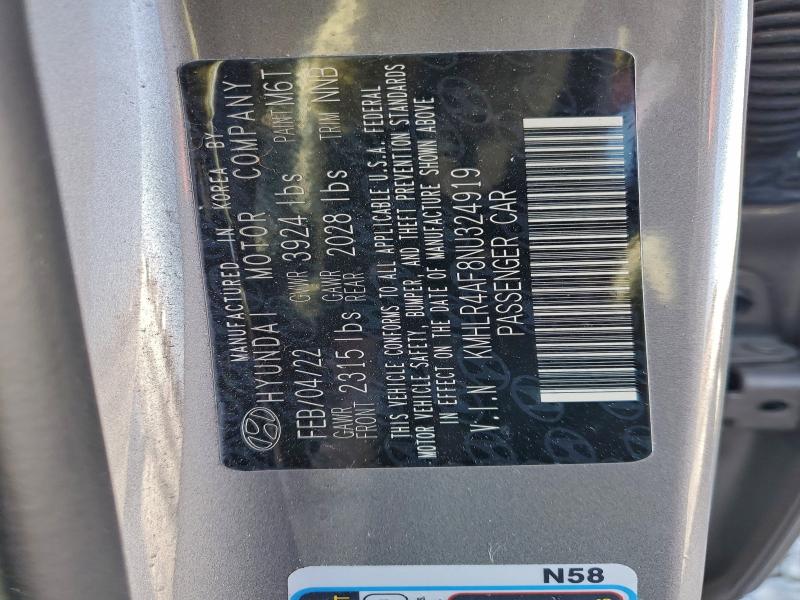 MANUFACTURED IN KOREA BY
HYUNDAI MOTOR COMPANY
FEB/04/22 GVWR 3924 lbs PAINT M6T
GAWR FRONT 2315 lbs GAWR REAR 2028 lbs TRIM NNB
THIS VEHICLE CONFORMS TO ALL APPLICABLE U.S.A. FEDERAL
MOTOR VEHICLE SAFETY, BUMPER, AND THEFT PREVENTION STANDARDS
IN EFFECT ON THE DATE OF MANUFACTURE SHOWN ABOVE
V.I.N KMHLR4AF8NU324919
PASSENGER CAR
N58